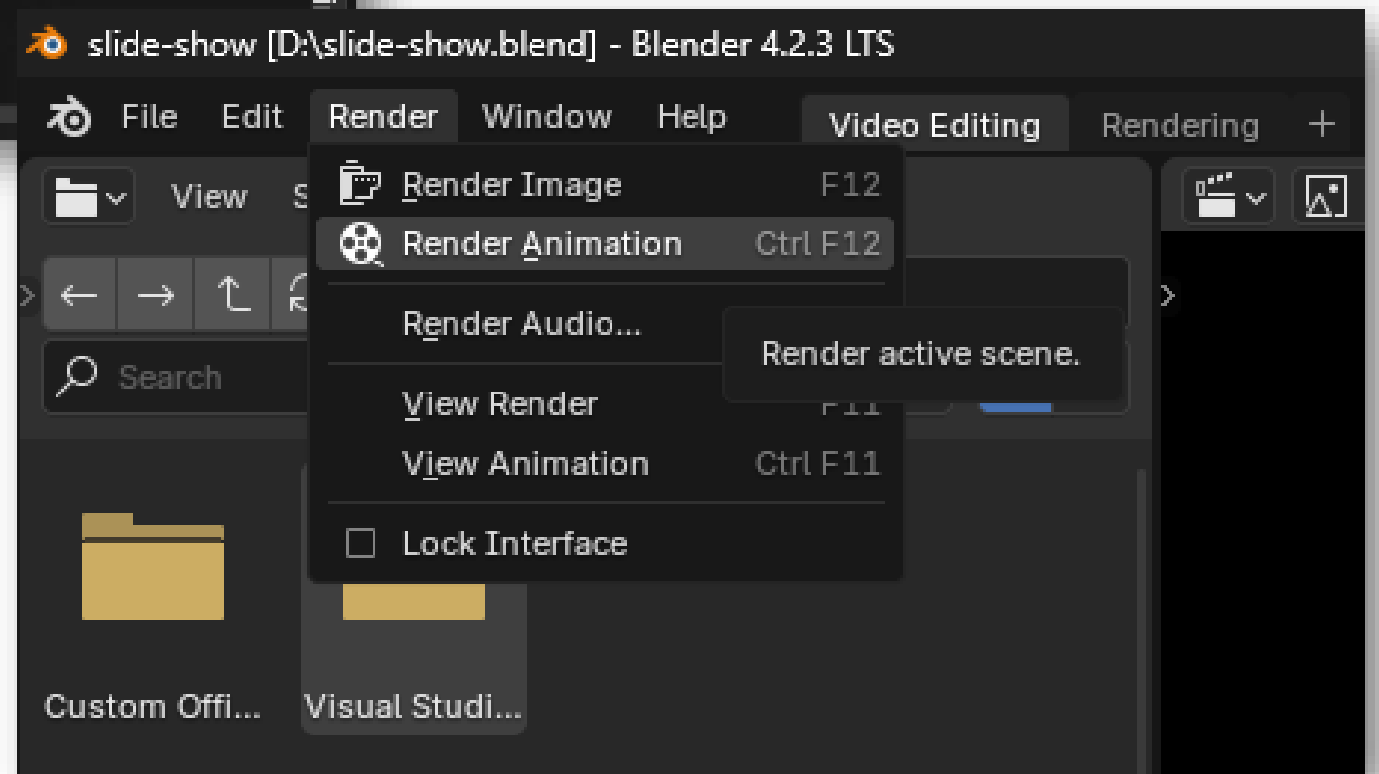 slide-show [D:\slide-show.blend] - Blender 4.2.3 LTS
File Edit Render Window Help Video Editing Rendering +
View
Render Image F12
Render Animation Ctrl F12
Render Audio...
Render active scene.
Search
View Render F11
View Animation Ctrl F11
Lock Interface
Custom Offi... Visual Studi...